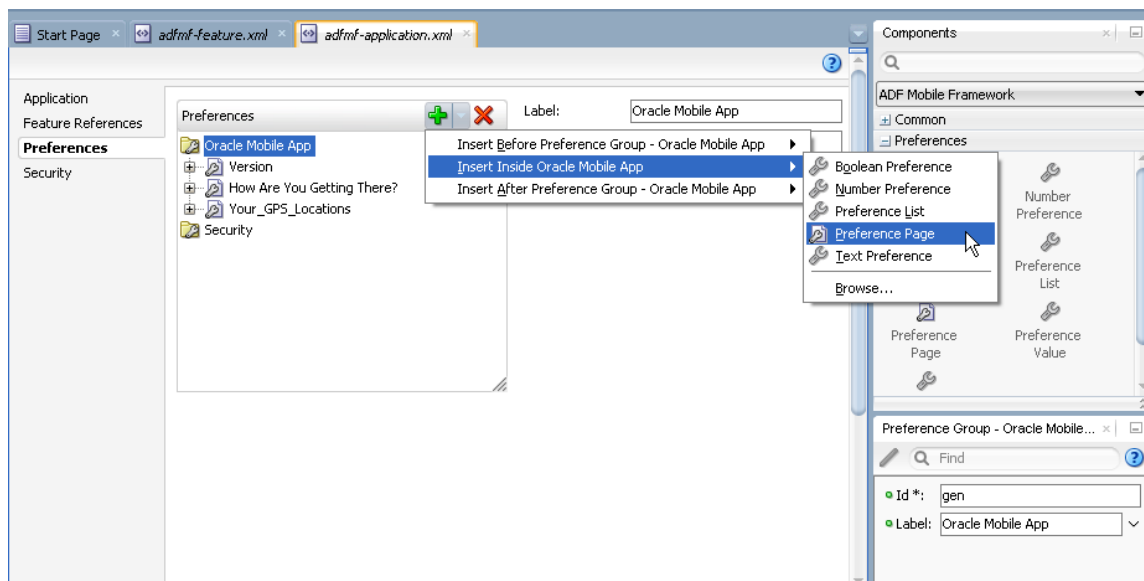 Start Page
adfmf-feature.xml
adfmf-application.xml
Application
Feature References
Preferences
Security
Preferences
Oracle Mobile App
Version
How Are You Getting There?
Your_GPS_Locations
Security
Label:
Oracle Mobile App
Insert Before Preference Group - Oracle Mobile App
Insert Inside Oracle Mobile App
Insert After Preference Group - Oracle Mobile App
Boolean Preference
Number Preference
Preference List
Preference Page
Text Preference
Browse...
Components
ADF Mobile Framework
Common
Preferences
Number
Preference
Preference
List
Preference
Page
Preference
Value
Preference Group - Oracle Mobile...
Find
Id *:
gen
Label:
Oracle Mobile App